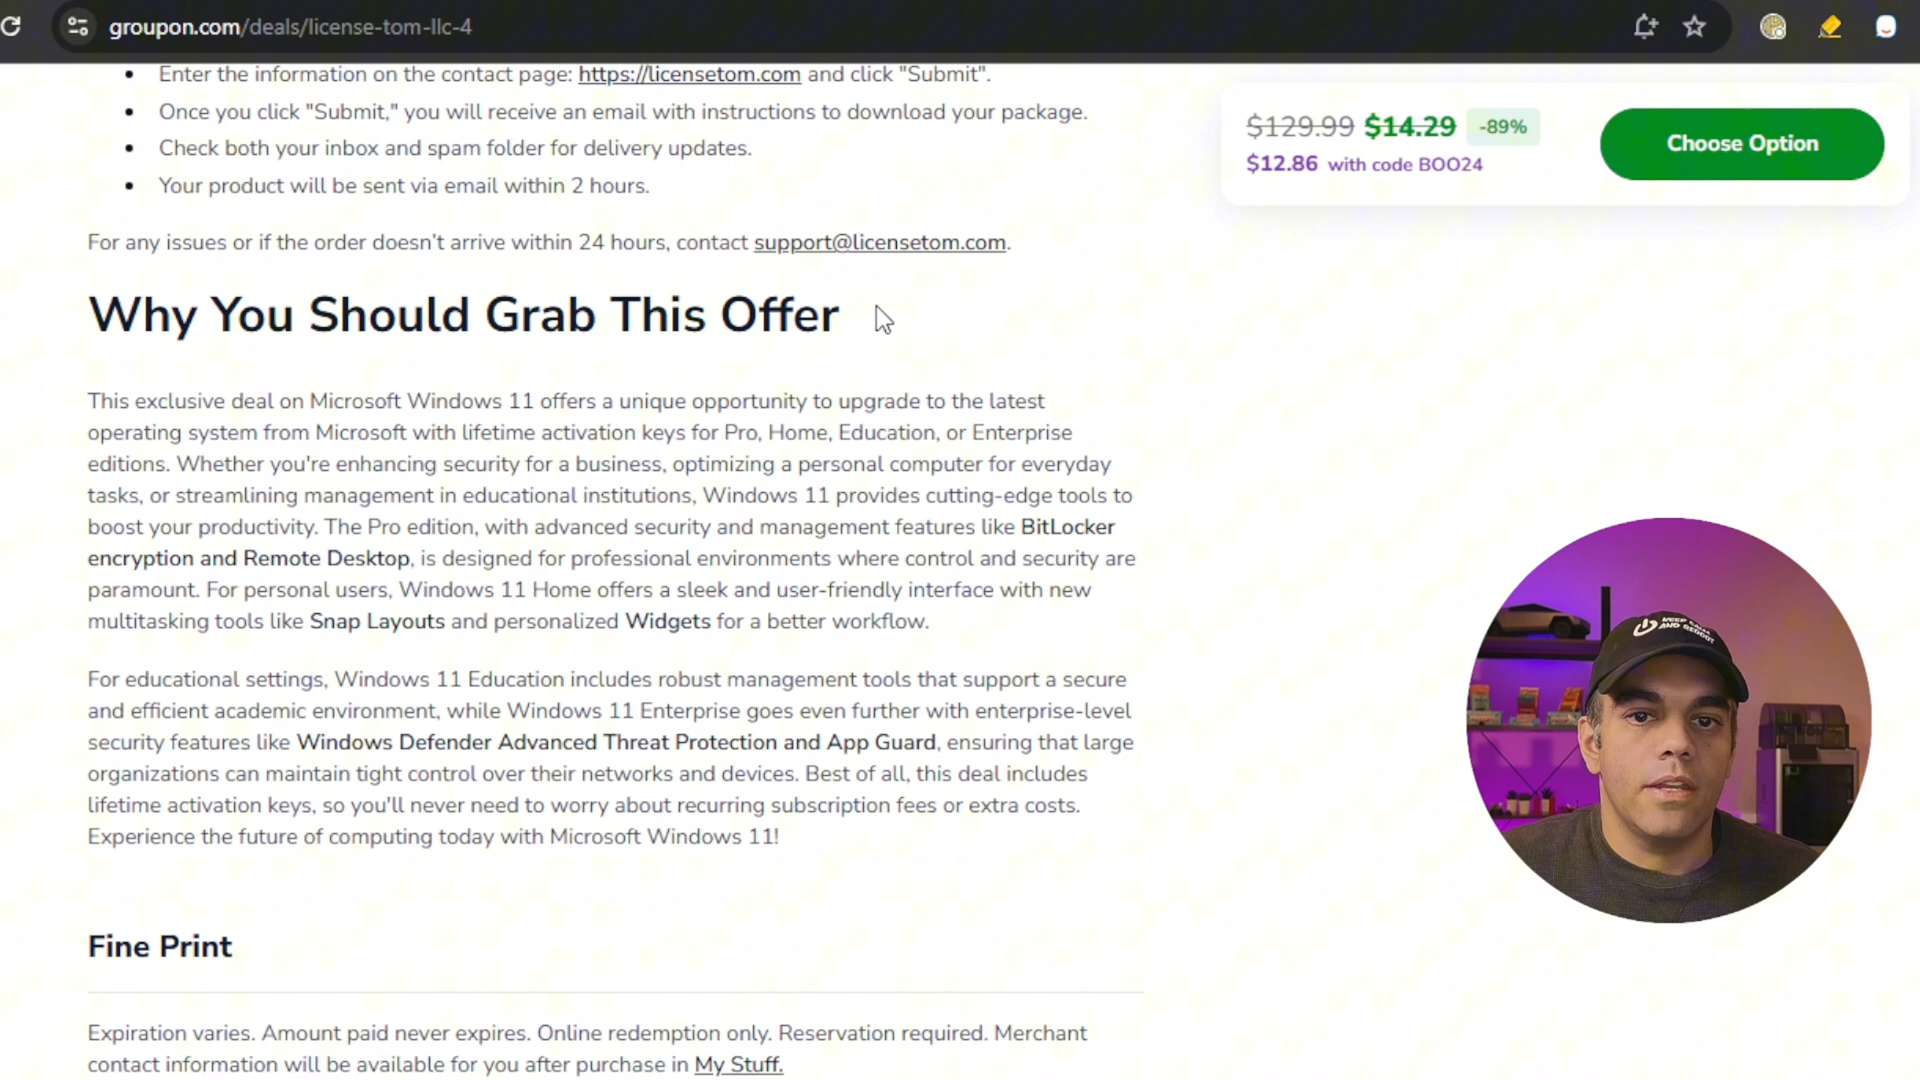 groupon.com/deals/license-tom-llc-4
Enter the information on the contact page: https://licensetom.com and click "Submit".
Once you click "Submit," you will receive an email with instructions to download your package.
Check both your inbox and spam folder for delivery updates.
Your product will be sent via email within 2 hours.
$129.99 $14.29 -89%
$12.86 with code BOO24
Choose Option
For any issues or if the order doesn’t arrive within 24 hours, contact support@licensetom.com.
Why You Should Grab This Offer
This exclusive deal on Microsoft Windows 11 offers a unique opportunity to upgrade to the latest
operating system from Microsoft with lifetime activation keys for Pro, Home, Education, or Enterprise
editions. Whether you're enhancing security for a business, optimizing a personal computer for everyday
tasks, or streamlining management in educational institutions, Windows 11 provides cutting-edge tools to
boost your productivity. The Pro edition, with advanced security and management features like BitLocker
encryption and Remote Desktop, is designed for professional environments where control and security are
paramount. For personal users, Windows 11 Home offers a sleek and user-friendly interface with new
multitasking tools like Snap Layouts and personalized Widgets for a better workflow.
For educational settings, Windows 11 Education includes robust management tools that support a secure
and efficient academic environment, while Windows 11 Enterprise goes even further with enterprise-level
security features like Windows Defender Advanced Threat Protection and App Guard, ensuring that large
organizations can maintain tight control over their networks and devices. Best of all, this deal includes
lifetime activation keys, so you'll never need to worry about recurring subscription fees or extra costs.
Experience the future of computing today with Microsoft Windows 11!
KEEP CALM
AND REBOOT
Fine Print
Expiration varies. Amount paid never expires. Online redemption only. Reservation required. Merchant
contact information will be available for you after purchase in My Stuff.